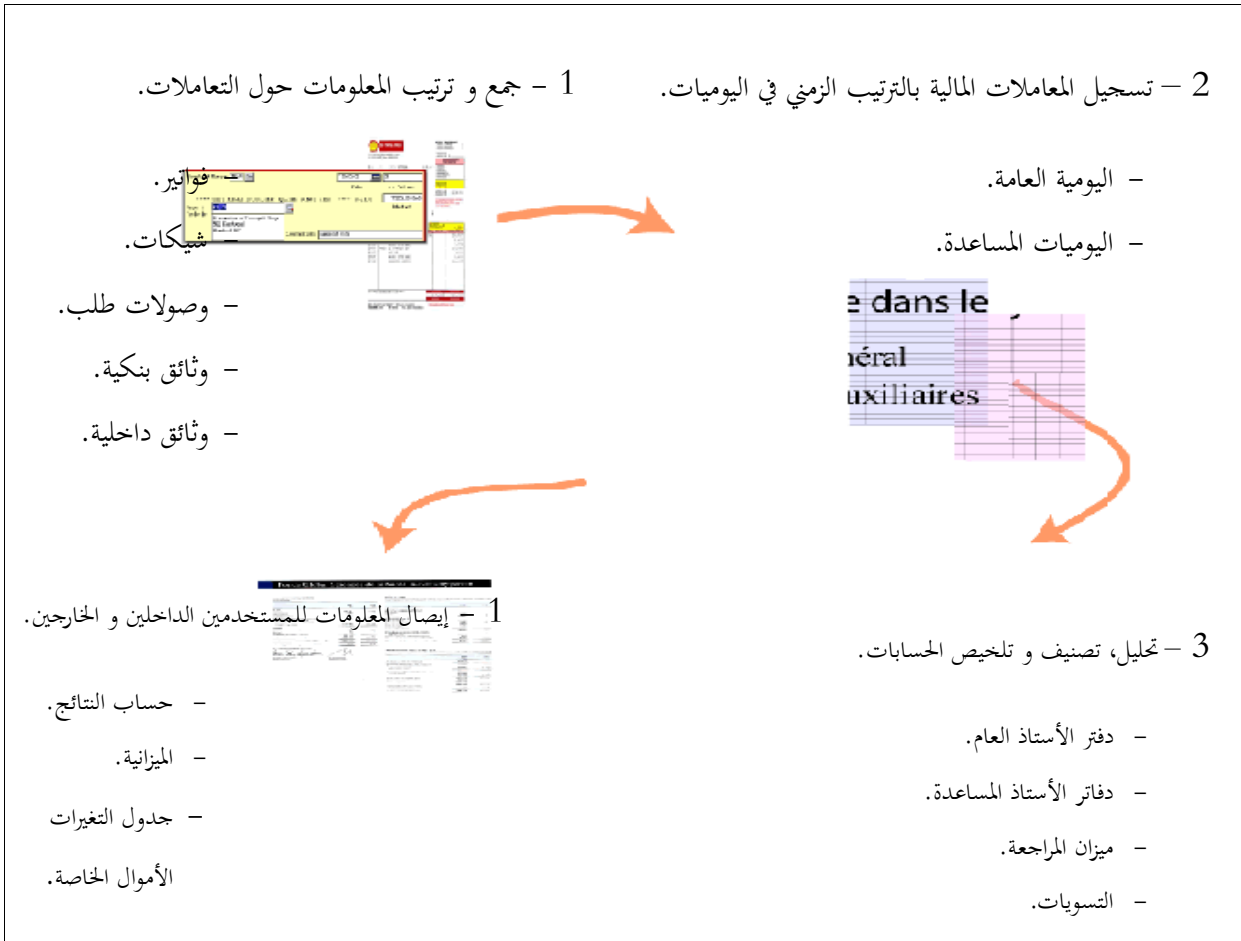 1 – جمع و ترتيب المعلومات حول التعاملات.
– فواتير.
– شيكات.
– وصولات طلب.
– وثائق بنكية.
– وثائق داخلية.
2 – تسجيل المعاملات المالية بالترتيب الزمني في اليوميات.
– اليومية العامة.
– اليوميات المساعدة.
e dans le
néral
uxiliaires
3 – تحليل، تصنيف و تلخيص الحسابات.
– دفتر الأستاذ العام.
– دفاتر الأستاذ المساعدة.
– ميزان المراجعة.
– التسويات.
1 – إيصال المعلومات للمستخدمين الداخلين و الخارجين.
– حساب النتائج.
– الميزانية.
– جدول التغيرات
الأموال الخاصة.